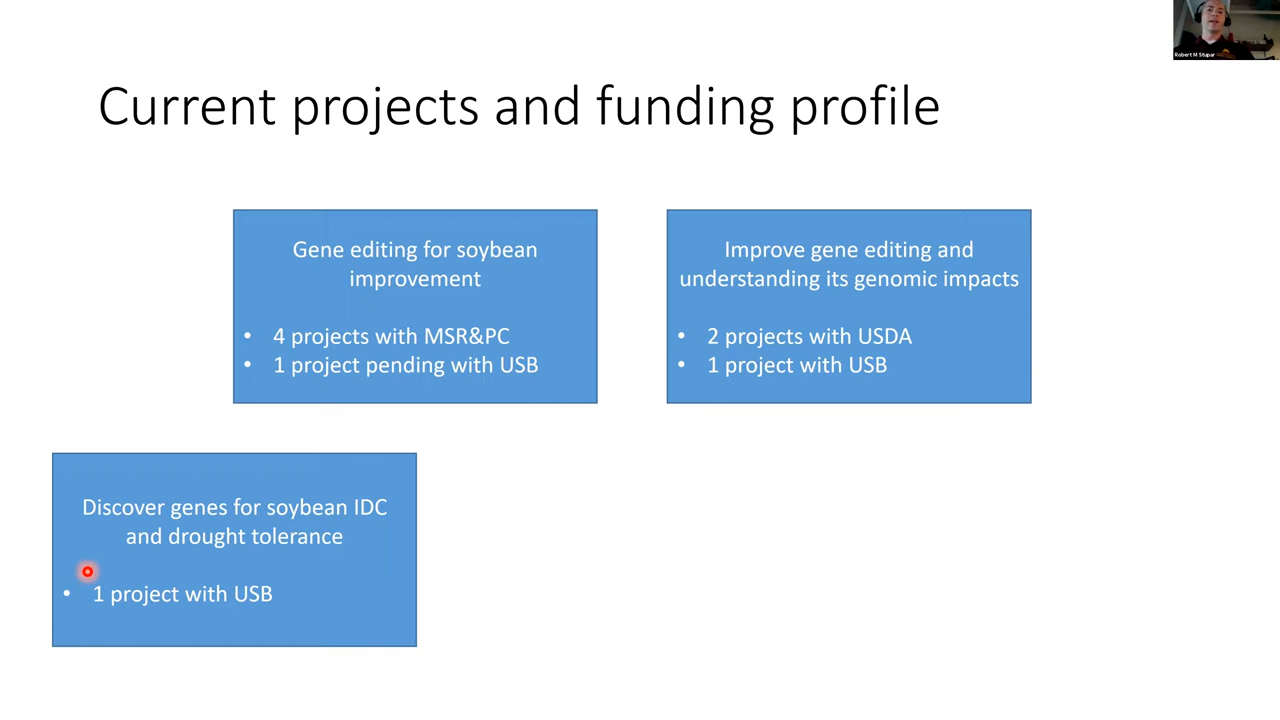 Robert M Stupar
Current projects and funding profile
Gene editing for soybean
improvement
• 4 projects with MSR&PC
• 1 project pending with USB
Improve gene editing and
understanding its genomic impacts
• 2 projects with USDA
• 1 project with USB
Discover genes for soybean IDC
and drought tolerance
• 1 project with USB